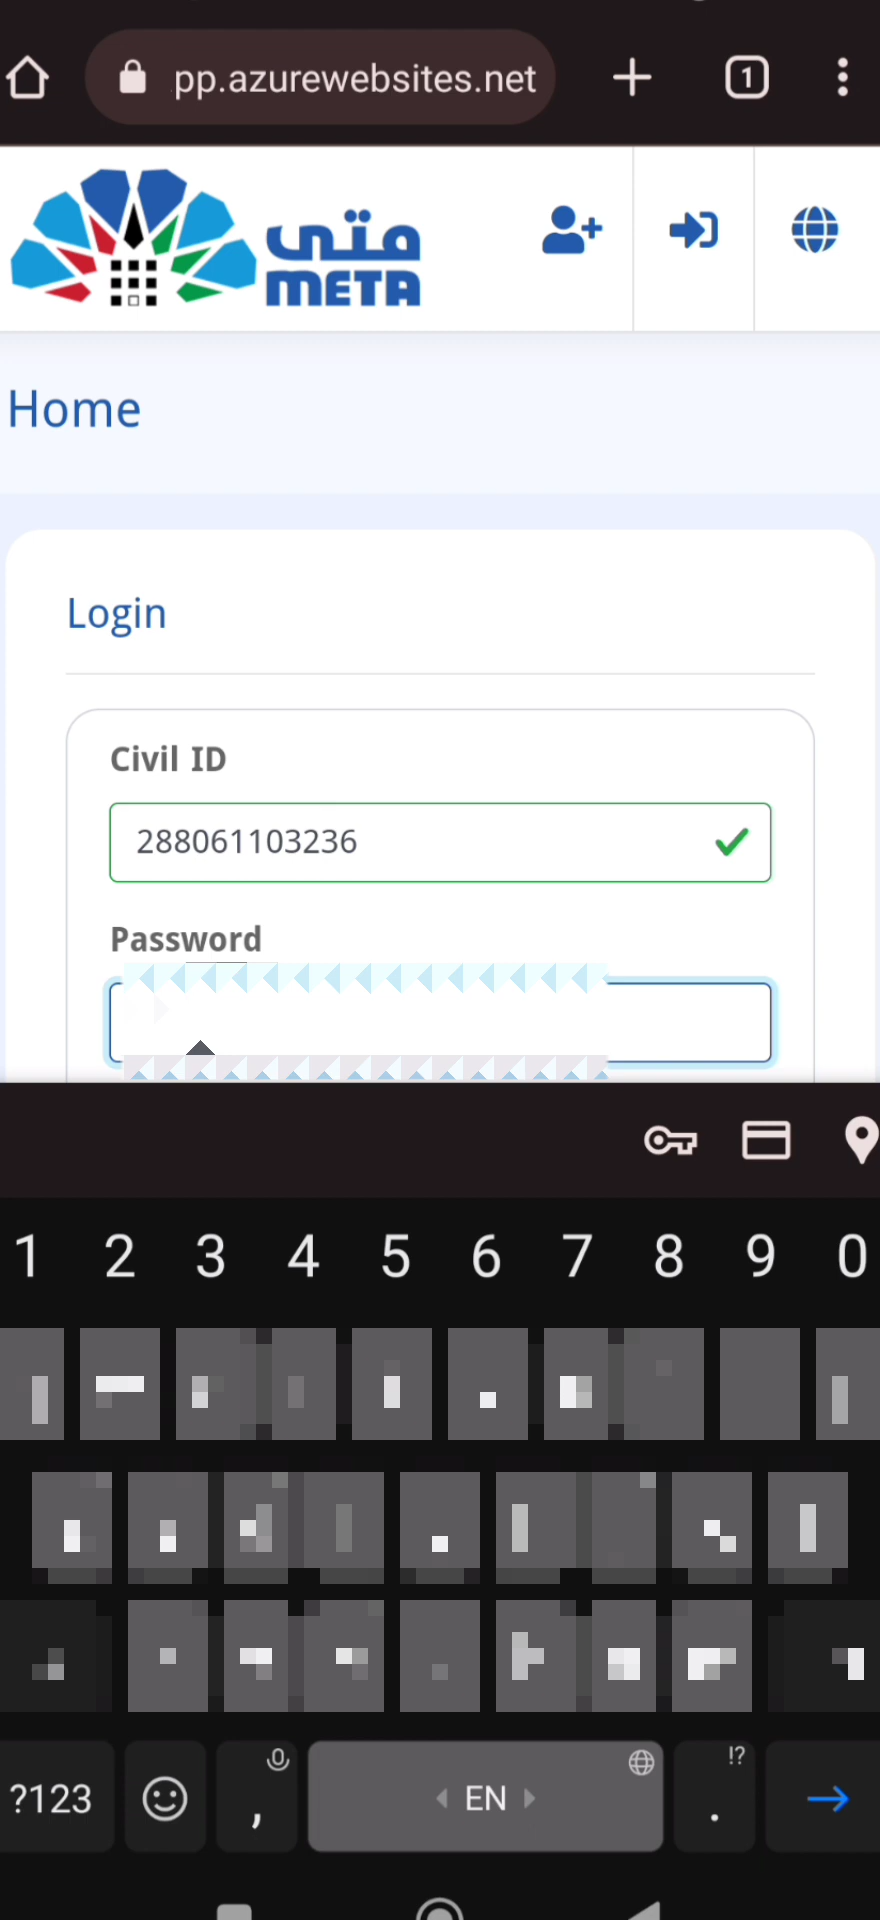 pp.azurewebsites.net
1
متى
META
Home
Login
Civil ID
288061103236
Password
1 2 3 4 5 6 7 8 9 0
!?
?123 , EN .